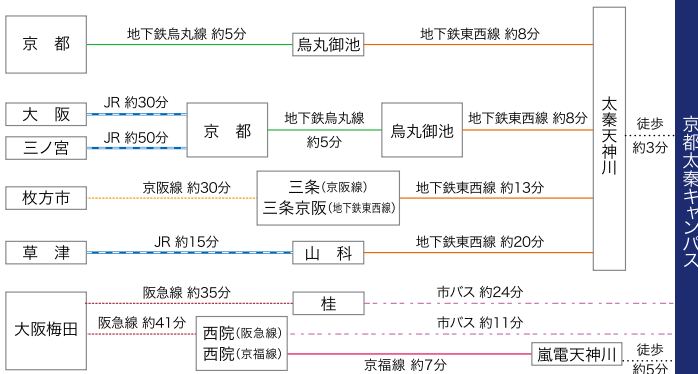 京 都
地下鉄烏丸線 約5分
烏丸御池
地下鉄東西線 約8分
大 阪
JR 約30分
三ノ宮
JR 約50分
京 都
地下鉄烏丸線
約5分
烏丸御池
地下鉄東西線 約8分
枚方市
京阪線 約30分
三条(京阪線)
三条京阪(地下鉄東西線)
地下鉄東西線 約13分
草 津
JR 約15分
山 科
地下鉄東西線 約20分
太秦天神川
徒歩
約3分
大阪梅田
阪急線 約35分
桂
市バス 約24分
阪急線 約41分
西院(阪急線)
西院(京福線)
市バス 約11分
京福線 約7分
嵐電天神川
徒歩
約5分
京都太秦キャンパス